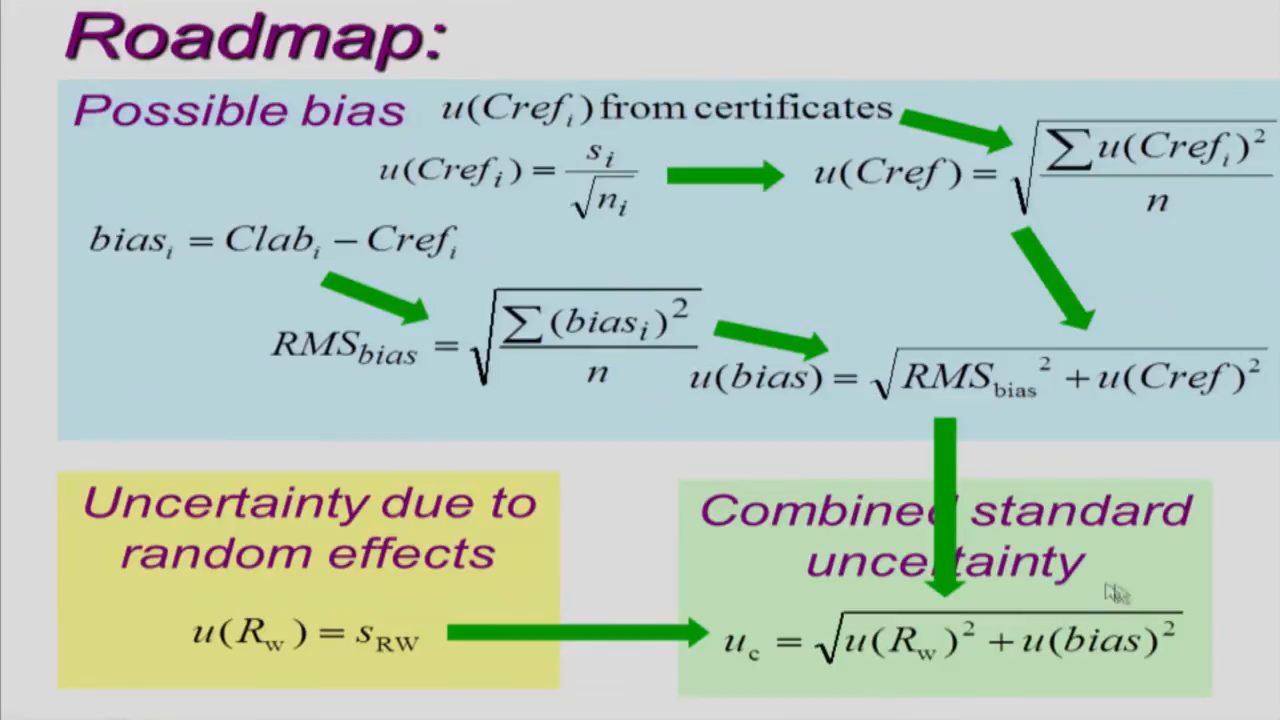 Roadmap:
Possible bias
u(Cref_i) from certificates
u(Cref_i) = s_i / √n_i
u(Cref) = √(∑u(Cref_i)² / n)
bias_i = Clab_i − Cref_i
RMS_bias = √(∑(bias_i)² / n)
u(bias) = √(RMS_bias² + u(Cref)²)
Uncertainty due to
random effects
u(R_w) = s_RW
Combined standard
uncertainty
u_c = √(u(R_w)² + u(bias)²)